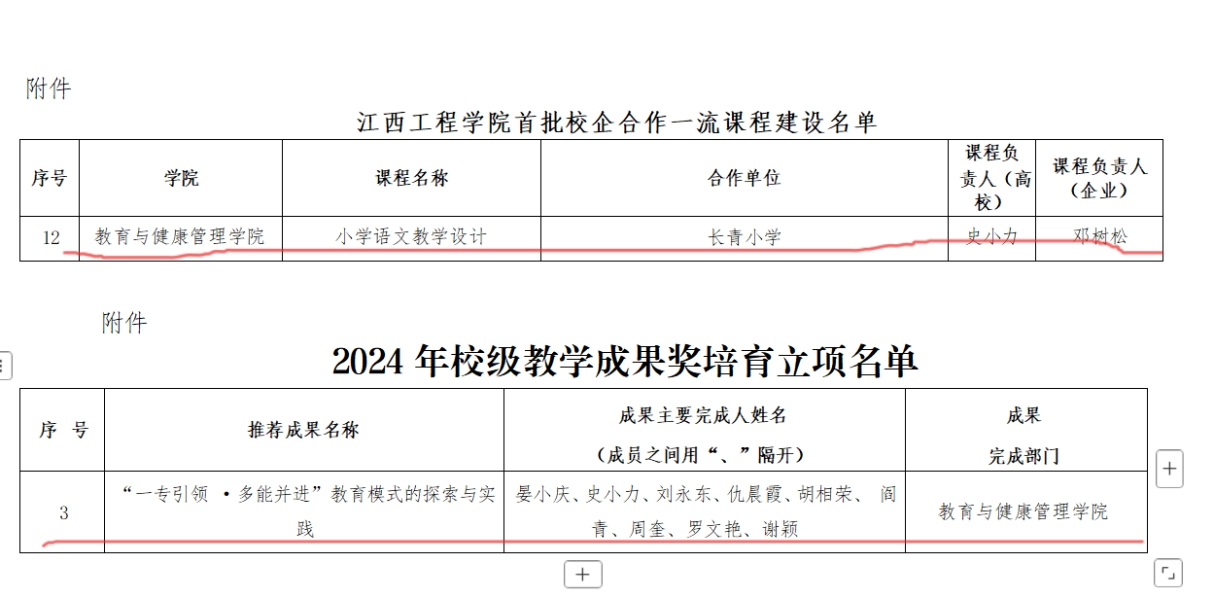 附件
江西工程学院首批校企合作一流课程建设名单
序号 学院 课程名称 合作单位 课程负责人（高校） 课程负责人（企业）
12 教育与健康管理学院 小学语文教学设计 长青小学 史小力 邓树松
附件
2024 年校级教学成果奖培育立项名单
序 号 推荐成果名称 成果主要完成人姓名（成员之间用“、”隔开） 成果完成部门
3 “一专引领 ·多能并进”教育模式的探索与实践 晏小庆、史小力、刘永东、仇晨霞、胡相荣、 阎青、周奎、罗文艳、谢颖 教育与健康管理学院